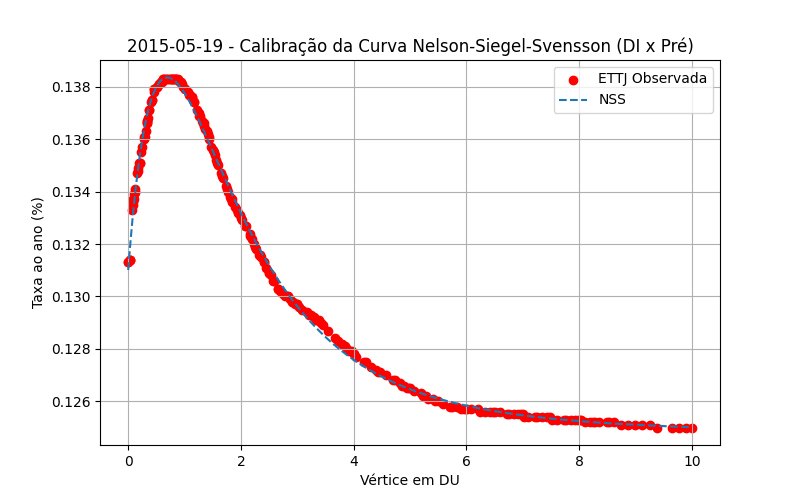 2015-05-19 - Calibração da Curva Nelson-Siegel-Svensson (DI x Pré)
ETTJ Observada
NSS
Taxa ao ano (%)
0.138
0.136
0.134
0.132
0.130
0.128
0.126
0 2 4 6 8 10
Vértice em DU